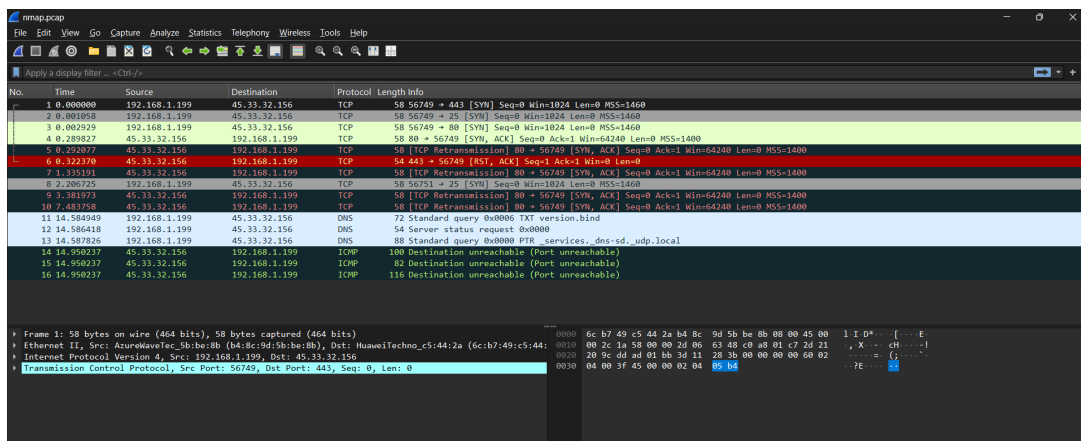 nmap.pcap
File Edit View Go Capture Analyze Statistics Telephony Wireless Tools Help
Apply a display filter ... <Ctrl-/>
No. Time Source Destination Protocol Length Info
1 0.000000 192.168.1.199 45.33.32.156 TCP 58 56749 → 443 [SYN] Seq=0 Win=1024 Len=0 MSS=1460
2 0.001058 192.168.1.199 45.33.32.156 TCP 58 56749 → 25 [SYN] Seq=0 Win=1024 Len=0 MSS=1460
3 0.002929 192.168.1.199 45.33.32.156 TCP 58 56749 → 80 [SYN] Seq=0 Win=1024 Len=0 MSS=1460
4 0.289827 45.33.32.156 192.168.1.199 TCP 58 80 → 56749 [SYN, ACK] Seq=0 Ack=1 Win=64240 Len=0 MSS=1400
5 0.292077 45.33.32.156 192.168.1.199 TCP 58 [TCP Retransmission] 80 → 56749 [SYN, ACK] Seq=0 Ack=1 Win=64240 Len=0 MSS=1400
6 0.322370 45.33.32.156 192.168.1.199 TCP 54 443 → 56749 [RST, ACK] Seq=1 Ack=1 Win=0 Len=0
7 1.335191 45.33.32.156 192.168.1.199 TCP 58 [TCP Retransmission] 80 → 56749 [SYN, ACK] Seq=0 Ack=1 Win=64240 Len=0 MSS=1400
8 2.206725 192.168.1.199 45.33.32.156 TCP 58 56751 → 25 [SYN] Seq=0 Win=1024 Len=0 MSS=1460
9 3.381973 45.33.32.156 192.168.1.199 TCP 58 [TCP Retransmission] 80 → 56749 [SYN, ACK] Seq=0 Ack=1 Win=64240 Len=0 MSS=1400
10 7.483758 45.33.32.156 192.168.1.199 TCP 58 [TCP Retransmission] 80 → 56749 [SYN, ACK] Seq=0 Ack=1 Win=64240 Len=0 MSS=1400
11 14.584949 192.168.1.199 45.33.32.156 DNS 72 Standard query 0x0006 TXT version.bind
12 14.586418 192.168.1.199 45.33.32.156 DNS 54 Server status request 0x0000
13 14.587826 192.168.1.199 45.33.32.156 DNS 88 Standard query 0x0000 PTR _services._dns-sd._udp.local
14 14.950237 45.33.32.156 192.168.1.199 ICMP 100 Destination unreachable (Port unreachable)
15 14.950237 45.33.32.156 192.168.1.199 ICMP 82 Destination unreachable (Port unreachable)
16 14.950237 45.33.32.156 192.168.1.199 ICMP 116 Destination unreachable (Port unreachable)
Frame 1: 58 bytes on wire (464 bits), 58 bytes captured (464 bits)
Ethernet II, Src: AzureWaveTec_5b:be:8b (b4:8c:9d:5b:be:8b), Dst: HuaweiTechno_c5:44:2a (6c:b7:49:c5:44:
Internet Protocol Version 4, Src: 192.168.1.199, Dst: 45.33.32.156
Transmission Control Protocol, Src Port: 56749, Dst Port: 443, Seq: 0, Len: 0
0000 6c b7 49 c5 44 2a b4 8c 9d 5b be 8b 08 00 45 00 l·I·D*·· ·[····E·
0010 00 2c 1a 58 00 00 2d 06 63 48 c0 a8 01 c7 2d 21 ·,·X··-· cH····-!
0020 20 9c dd ad 01 bb 3d 11 28 3b 00 00 00 00 60 02 ·····=· (;····`·
0030 04 00 3f 45 00 00 02 04 05 b4 ··?E···· ··